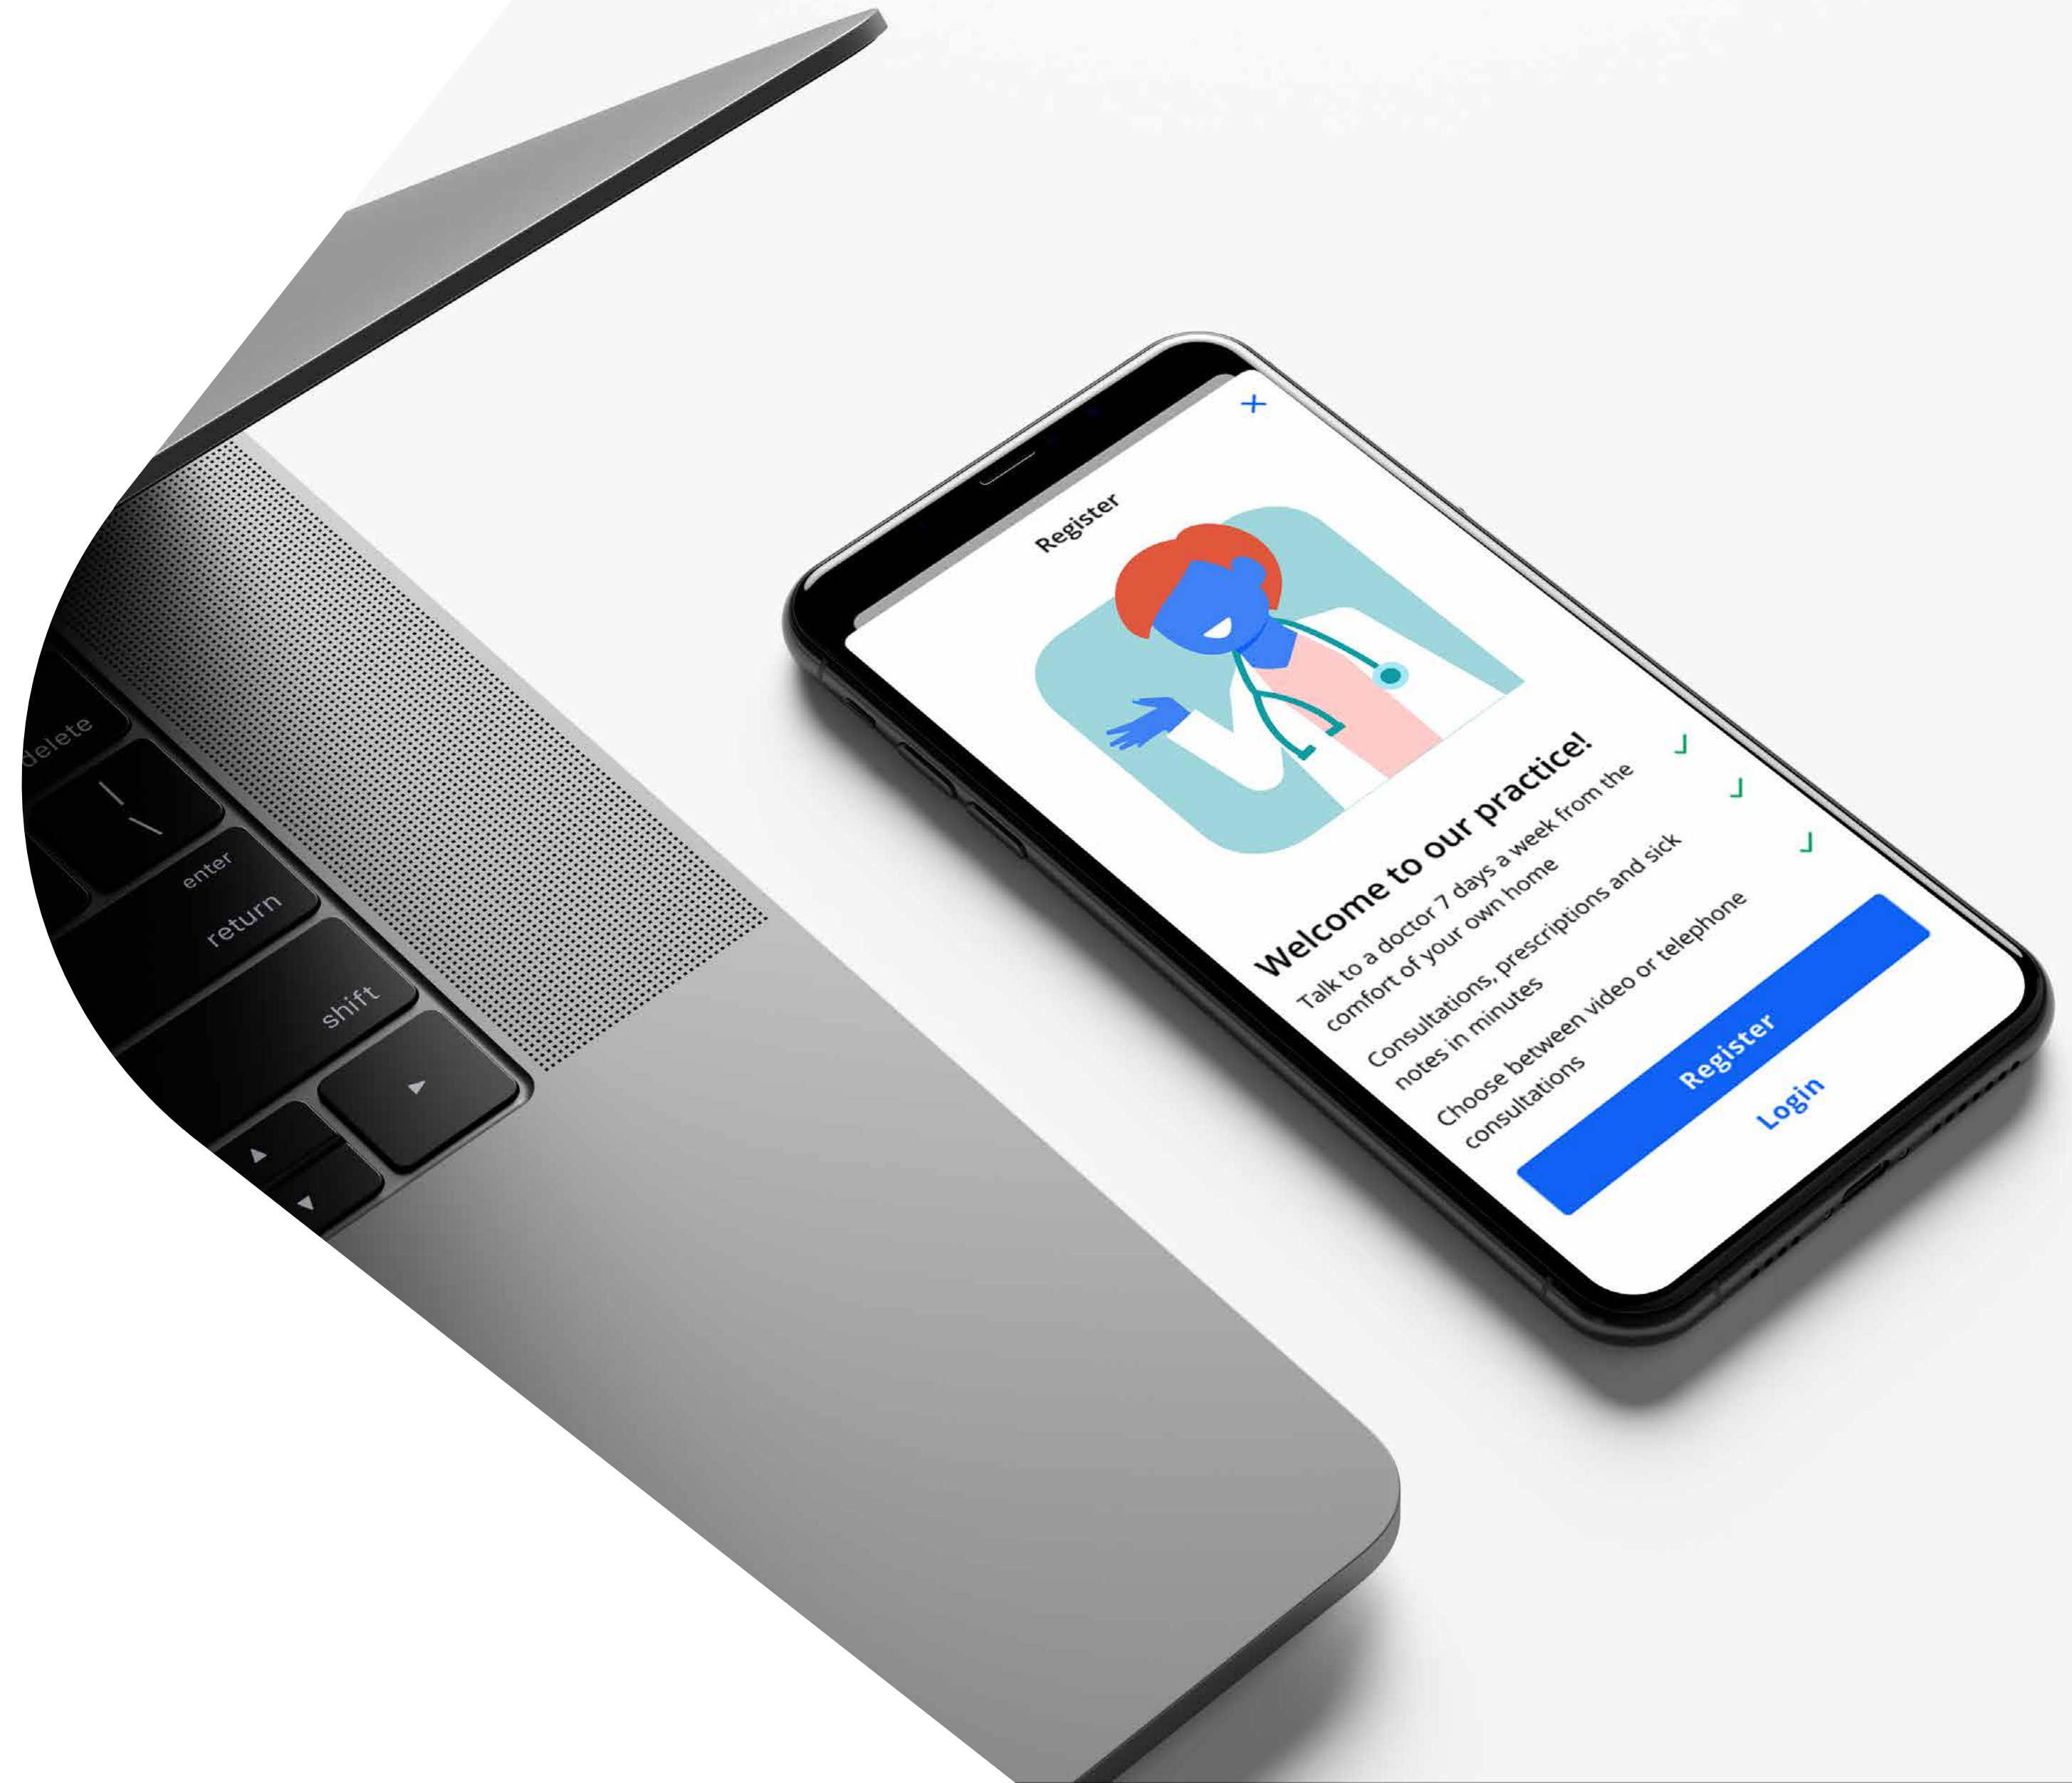 delete
|
\
enter
return
shift
Register
Welcome to our practice!
Talk to a doctor 7 days a week from the
comfort of your own home
Consultations, prescriptions and sick
notes in minutes
Choose between video or telephone
consultations
Register
Login